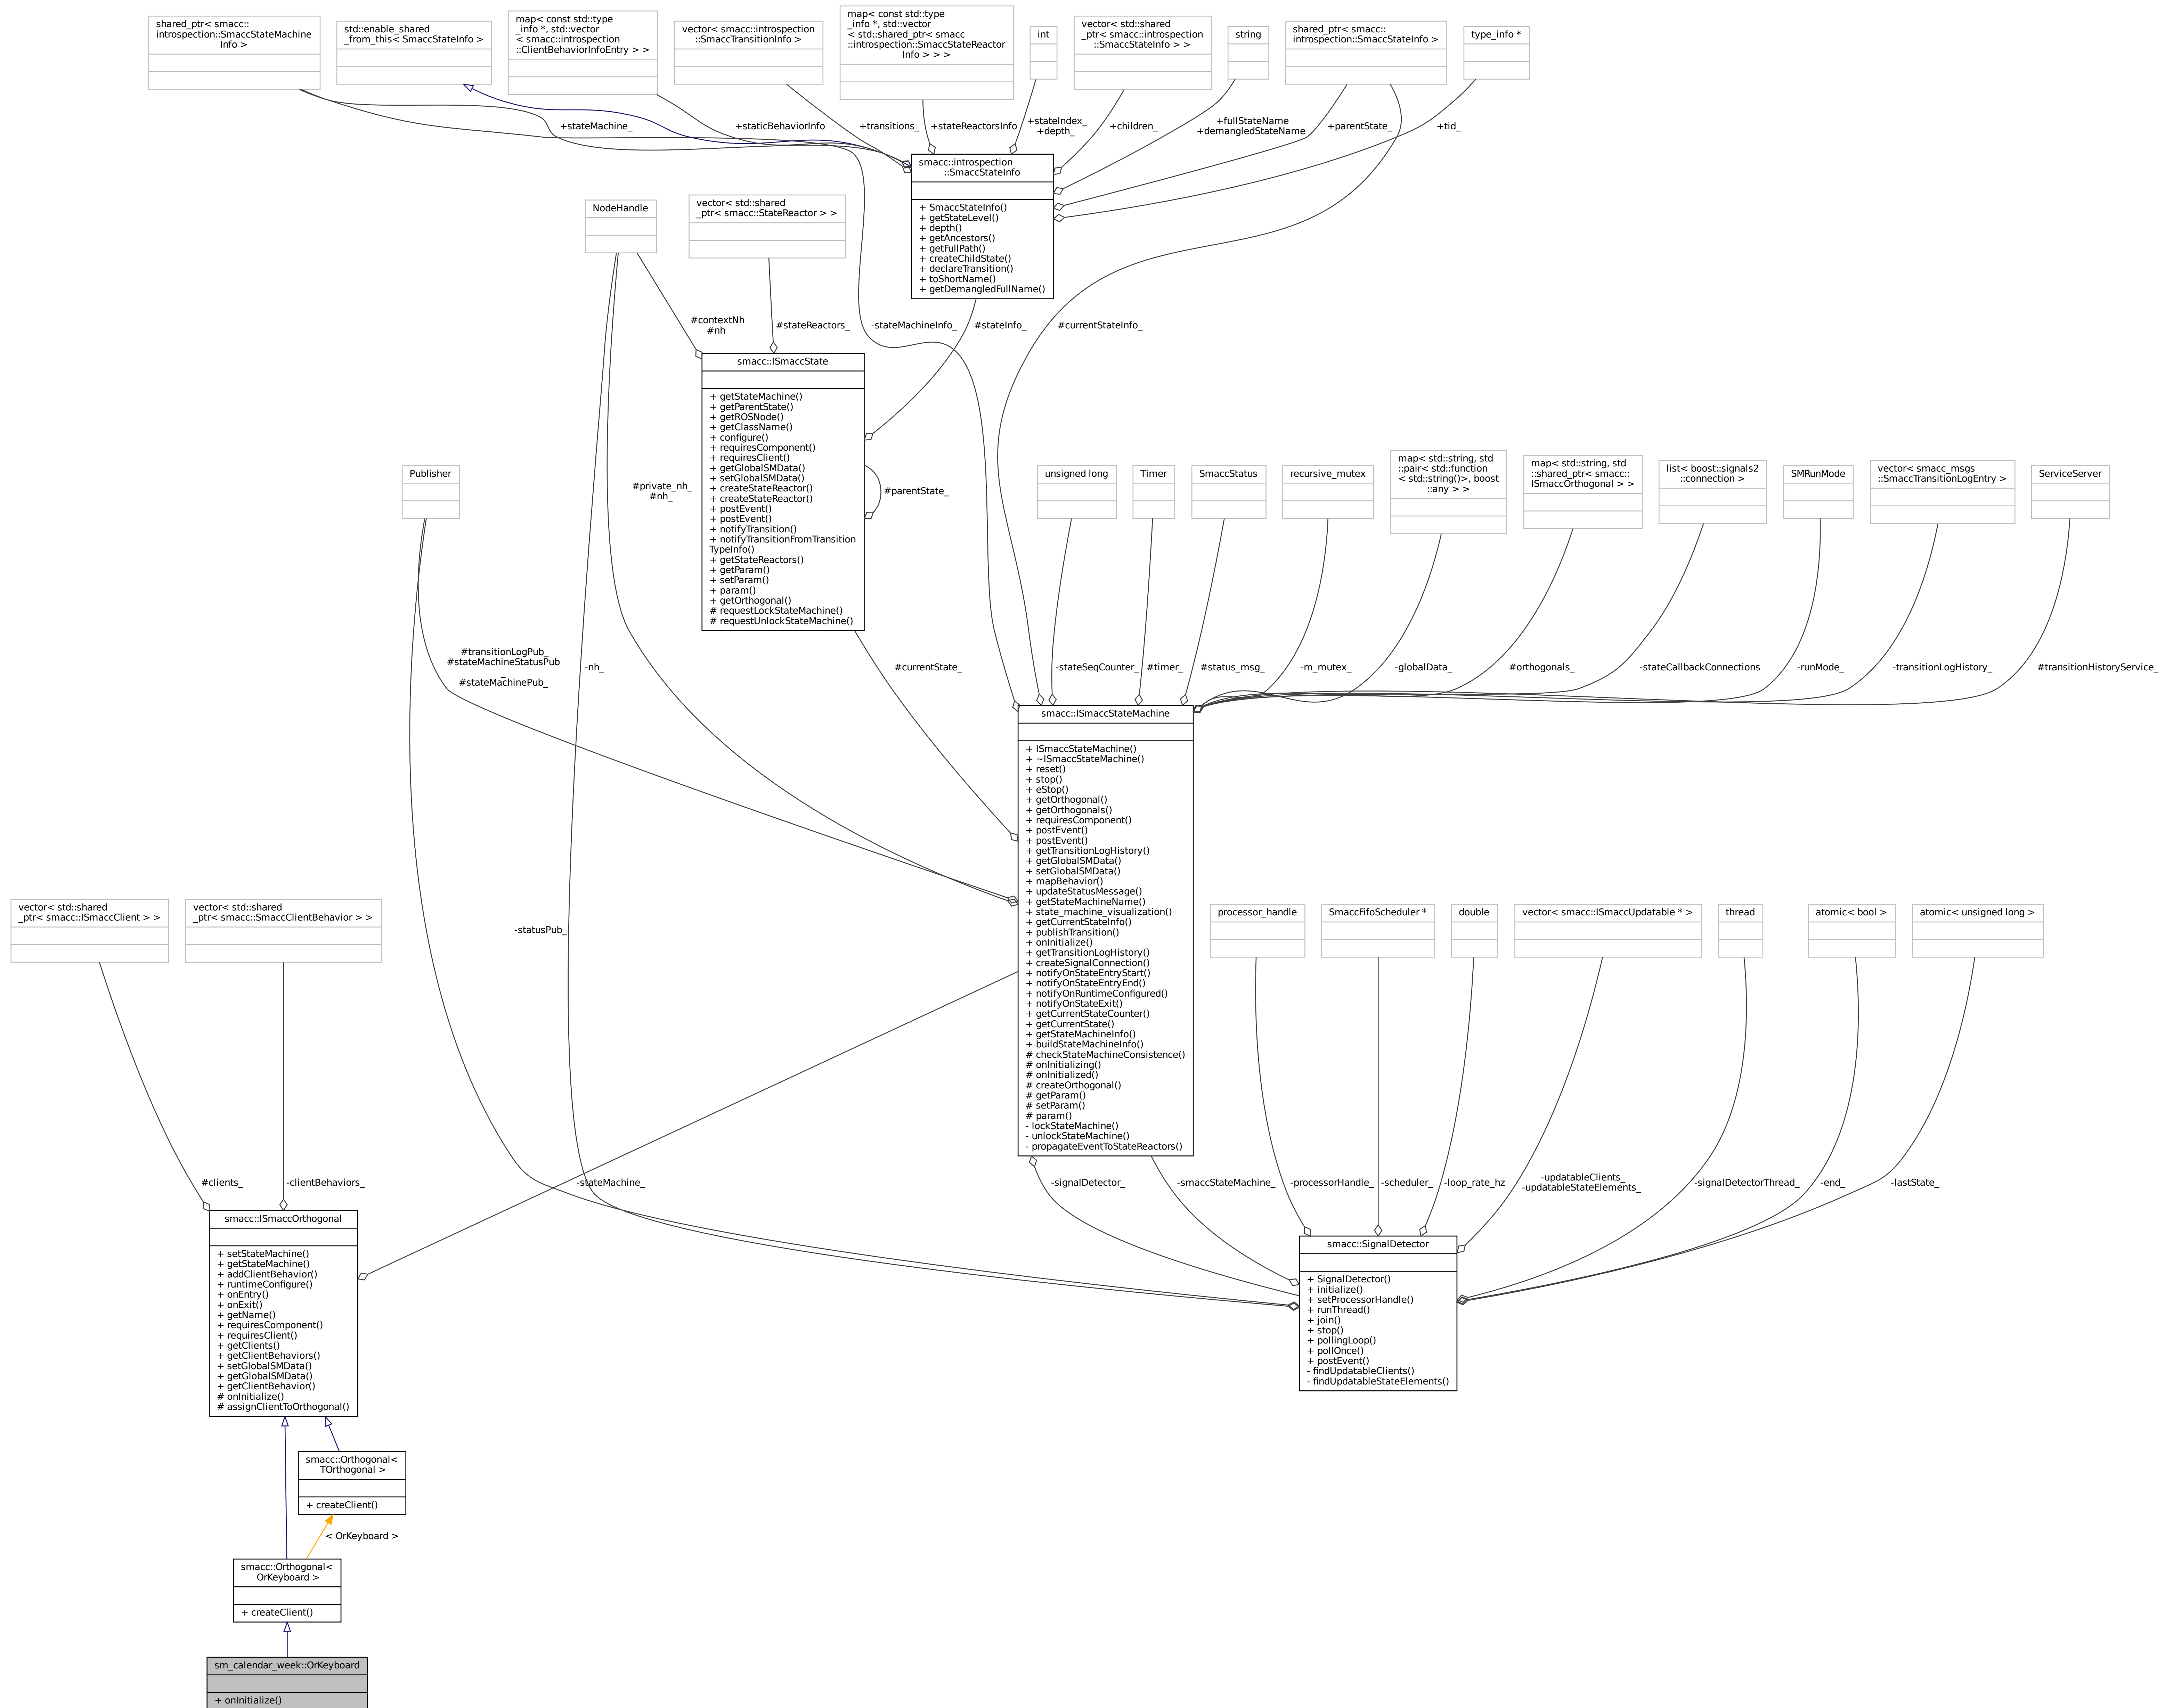 shared_ptr< smacc::
introspection::SmaccStateMachine
Info >
std::enable_shared
_from_this< SmaccStateInfo >
map< const std::type
_info *, std::vector
< smacc::introspection
::ClientBehaviorInfoEntry > >
vector< smacc::introspection
::SmaccTransitionInfo >
map< const std::type
_info *, std::vector
< std::shared_ptr< smacc
::introspection::SmaccStateReactor
Info > > >
int
vector< std::shared
_ptr< smacc::introspection
::SmaccStateInfo > >
string
shared_ptr< smacc::
introspection::SmaccStateInfo >
type_info *
+stateMachine_
+staticBehaviorInfo
+transitions_
+stateReactorsInfo
+stateIndex_
+depth_
+children_
+fullStateName
+demangledStateName
+parentState_
+tid_
smacc::introspection
::SmaccStateInfo
+ SmaccStateInfo()
+ getStateLevel()
+ depth()
+ getAncestors()
+ getFullPath()
+ createChildState()
+ declareTransition()
+ toShortName()
+ getDemangledFullName()
NodeHandle
vector< std::shared
_ptr< smacc::StateReactor > >
#contextNh
#nh
#stateReactors_
-stateMachineInfo_
#stateInfo_
#currentStateInfo_
smacc::ISmaccState
+ getStateMachine()
+ getParentState()
+ getROSNode()
+ getClassName()
+ configure()
+ requiresComponent()
+ requiresClient()
+ getGlobalSMData()
+ setGlobalSMData()
+ createStateReactor()
+ createStateReactor()
+ postEvent()
+ postEvent()
+ notifyTransition()
+ notifyTransitionFromTransition
TypeInfo()
+ getStateReactors()
+ getParam()
+ setParam()
+ param()
+ getOrthogonal()
# requestLockStateMachine()
# requestUnlockStateMachine()
#parentState_
Publisher
#private_nh_
#nh_
unsigned long
Timer
SmaccStatus
recursive_mutex
map< std::string, std
::pair< std::function
< std::string()>, boost
::any > >
map< std::string, std
::shared_ptr< smacc::
ISmaccOrthogonal > >
list< boost::signals2
::connection >
SMRunMode
vector< smacc_msgs
::SmaccTransitionLogEntry >
ServiceServer
#transitionLogPub_
#stateMachineStatusPub
_
#stateMachinePub_
-nh_
#currentState_
-stateSeqCounter_
#timer_
#status_msg_
-m_mutex_
-globalData_
#orthogonals_
-stateCallbackConnections
-runMode_
-transitionLogHistory_
#transitionHistoryService_
smacc::ISmaccStateMachine
+ ISmaccStateMachine()
+ ~ISmaccStateMachine()
+ reset()
+ stop()
+ eStop()
+ getOrthogonal()
+ getOrthogonals()
+ requiresComponent()
+ postEvent()
+ postEvent()
+ getTransitionLogHistory()
+ getGlobalSMData()
+ setGlobalSMData()
+ mapBehavior()
+ updateStatusMessage()
+ getStateMachineName()
+ state_machine_visualization()
+ getCurrentStateInfo()
+ publishTransition()
+ onInitialize()
+ getTransitionLogHistory()
+ createSignalConnection()
+ notifyOnStateEntryStart()
+ notifyOnStateEntryEnd()
+ notifyOnRuntimeConfigured()
+ notifyOnStateExit()
+ getCurrentStateCounter()
+ getCurrentState()
+ getStateMachineInfo()
+ buildStateMachineInfo()
# checkStateMachineConsistence()
# onInitializing()
# onInitialized()
# createOrthogonal()
# getParam()
# setParam()
# param()
- lockStateMachine()
- unlockStateMachine()
- propagateEventToStateReactors()
vector< std::shared
_ptr< smacc::ISmaccClient > >
vector< std::shared
_ptr< smacc::SmaccClientBehavior > >
-statusPub_
processor_handle
SmaccFifoScheduler *
double
vector< smacc::ISmaccUpdatable * >
thread
atomic< bool >
atomic< unsigned long >
#clients_
-clientBehaviors_
-stateMachine_
-signalDetector_
-smaccStateMachine_
-processorHandle_
-scheduler_
-loop_rate_hz
-updatableClients_
-updatableStateElements_
-signalDetectorThread_
-end_
-lastState_
smacc::ISmaccOrthogonal
+ setStateMachine()
+ getStateMachine()
+ addClientBehavior()
+ runtimeConfigure()
+ onEntry()
+ onExit()
+ getName()
+ requiresComponent()
+ requiresClient()
+ getClients()
+ getClientBehaviors()
+ setGlobalSMData()
+ getGlobalSMData()
+ getClientBehavior()
# onInitialize()
# assignClientToOrthogonal()
smacc::SignalDetector
+ SignalDetector()
+ initialize()
+ setProcessorHandle()
+ runThread()
+ join()
+ stop()
+ pollingLoop()
+ pollOnce()
+ postEvent()
- findUpdatableClients()
- findUpdatableStateElements()
smacc::Orthogonal<
TOrthogonal >
+ createClient()
< OrKeyboard >
smacc::Orthogonal<
OrKeyboard >
+ createClient()
sm_calendar_week::OrKeyboard
+ onInitialize()